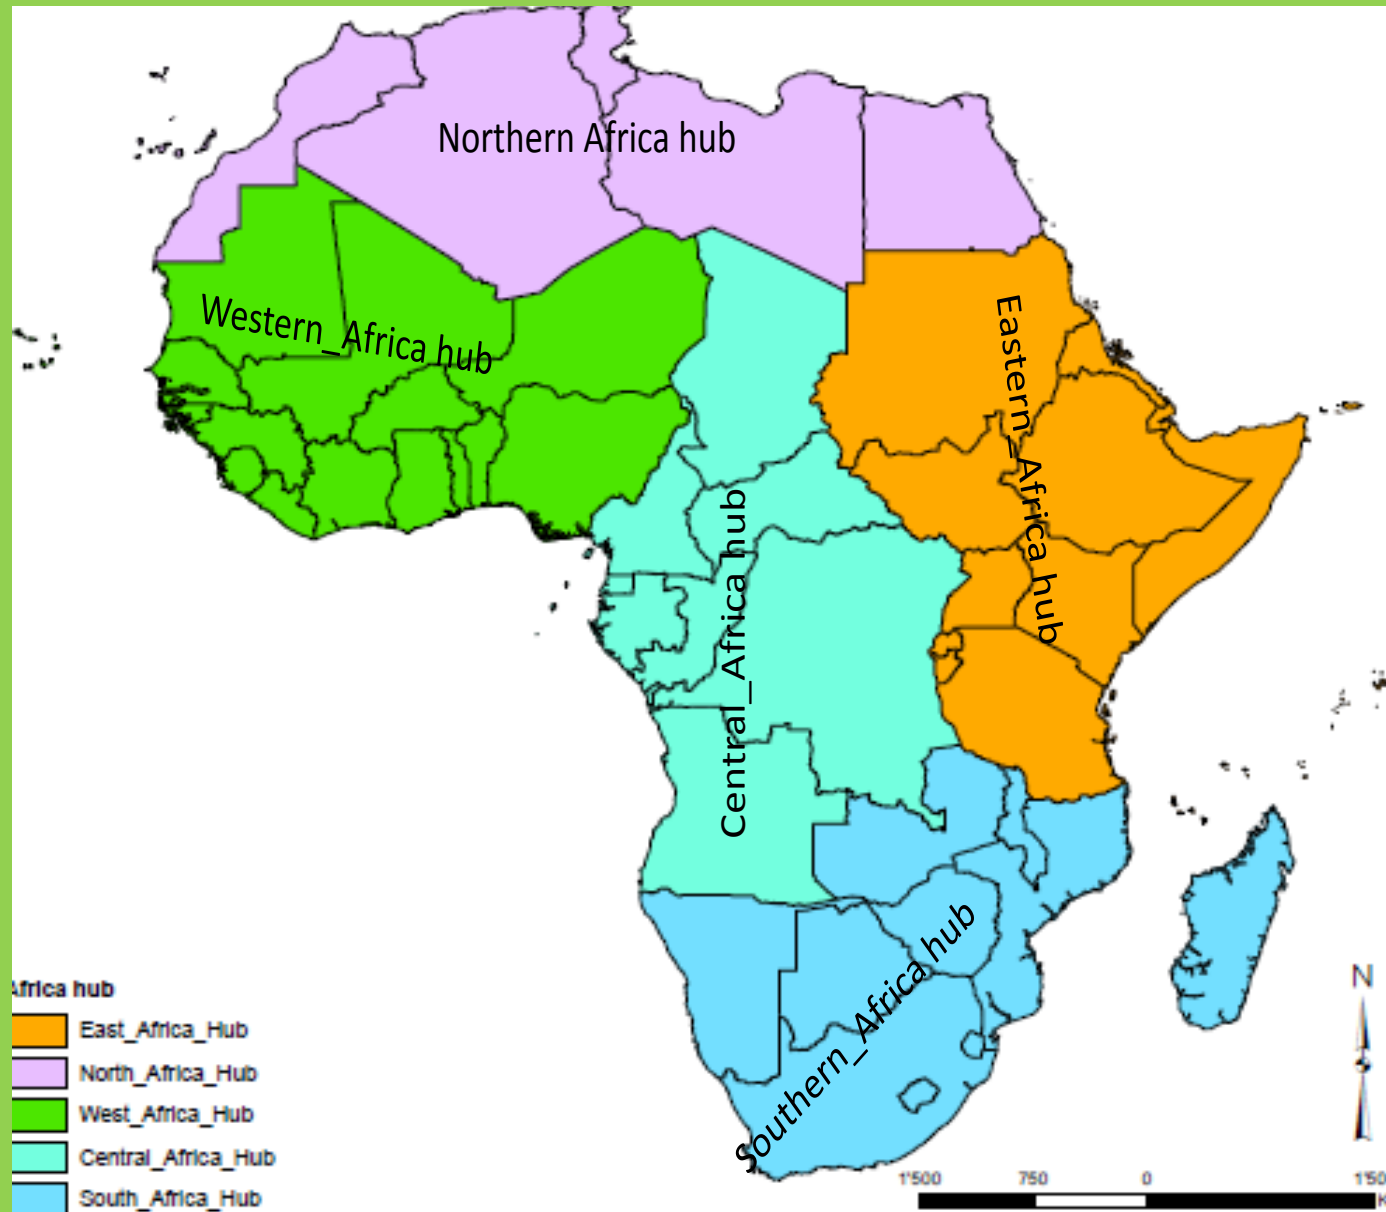 Northern Africa hub
Western_Africa hub
Eastern_Africa hub
Central_Africa hub
Southern_Africa hub
Africa hub
East_Africa_Hub
North_Africa_Hub
West_Africa_Hub
Central_Africa_Hub
South_Africa_Hub
N
1'500 750 0 1'50
K